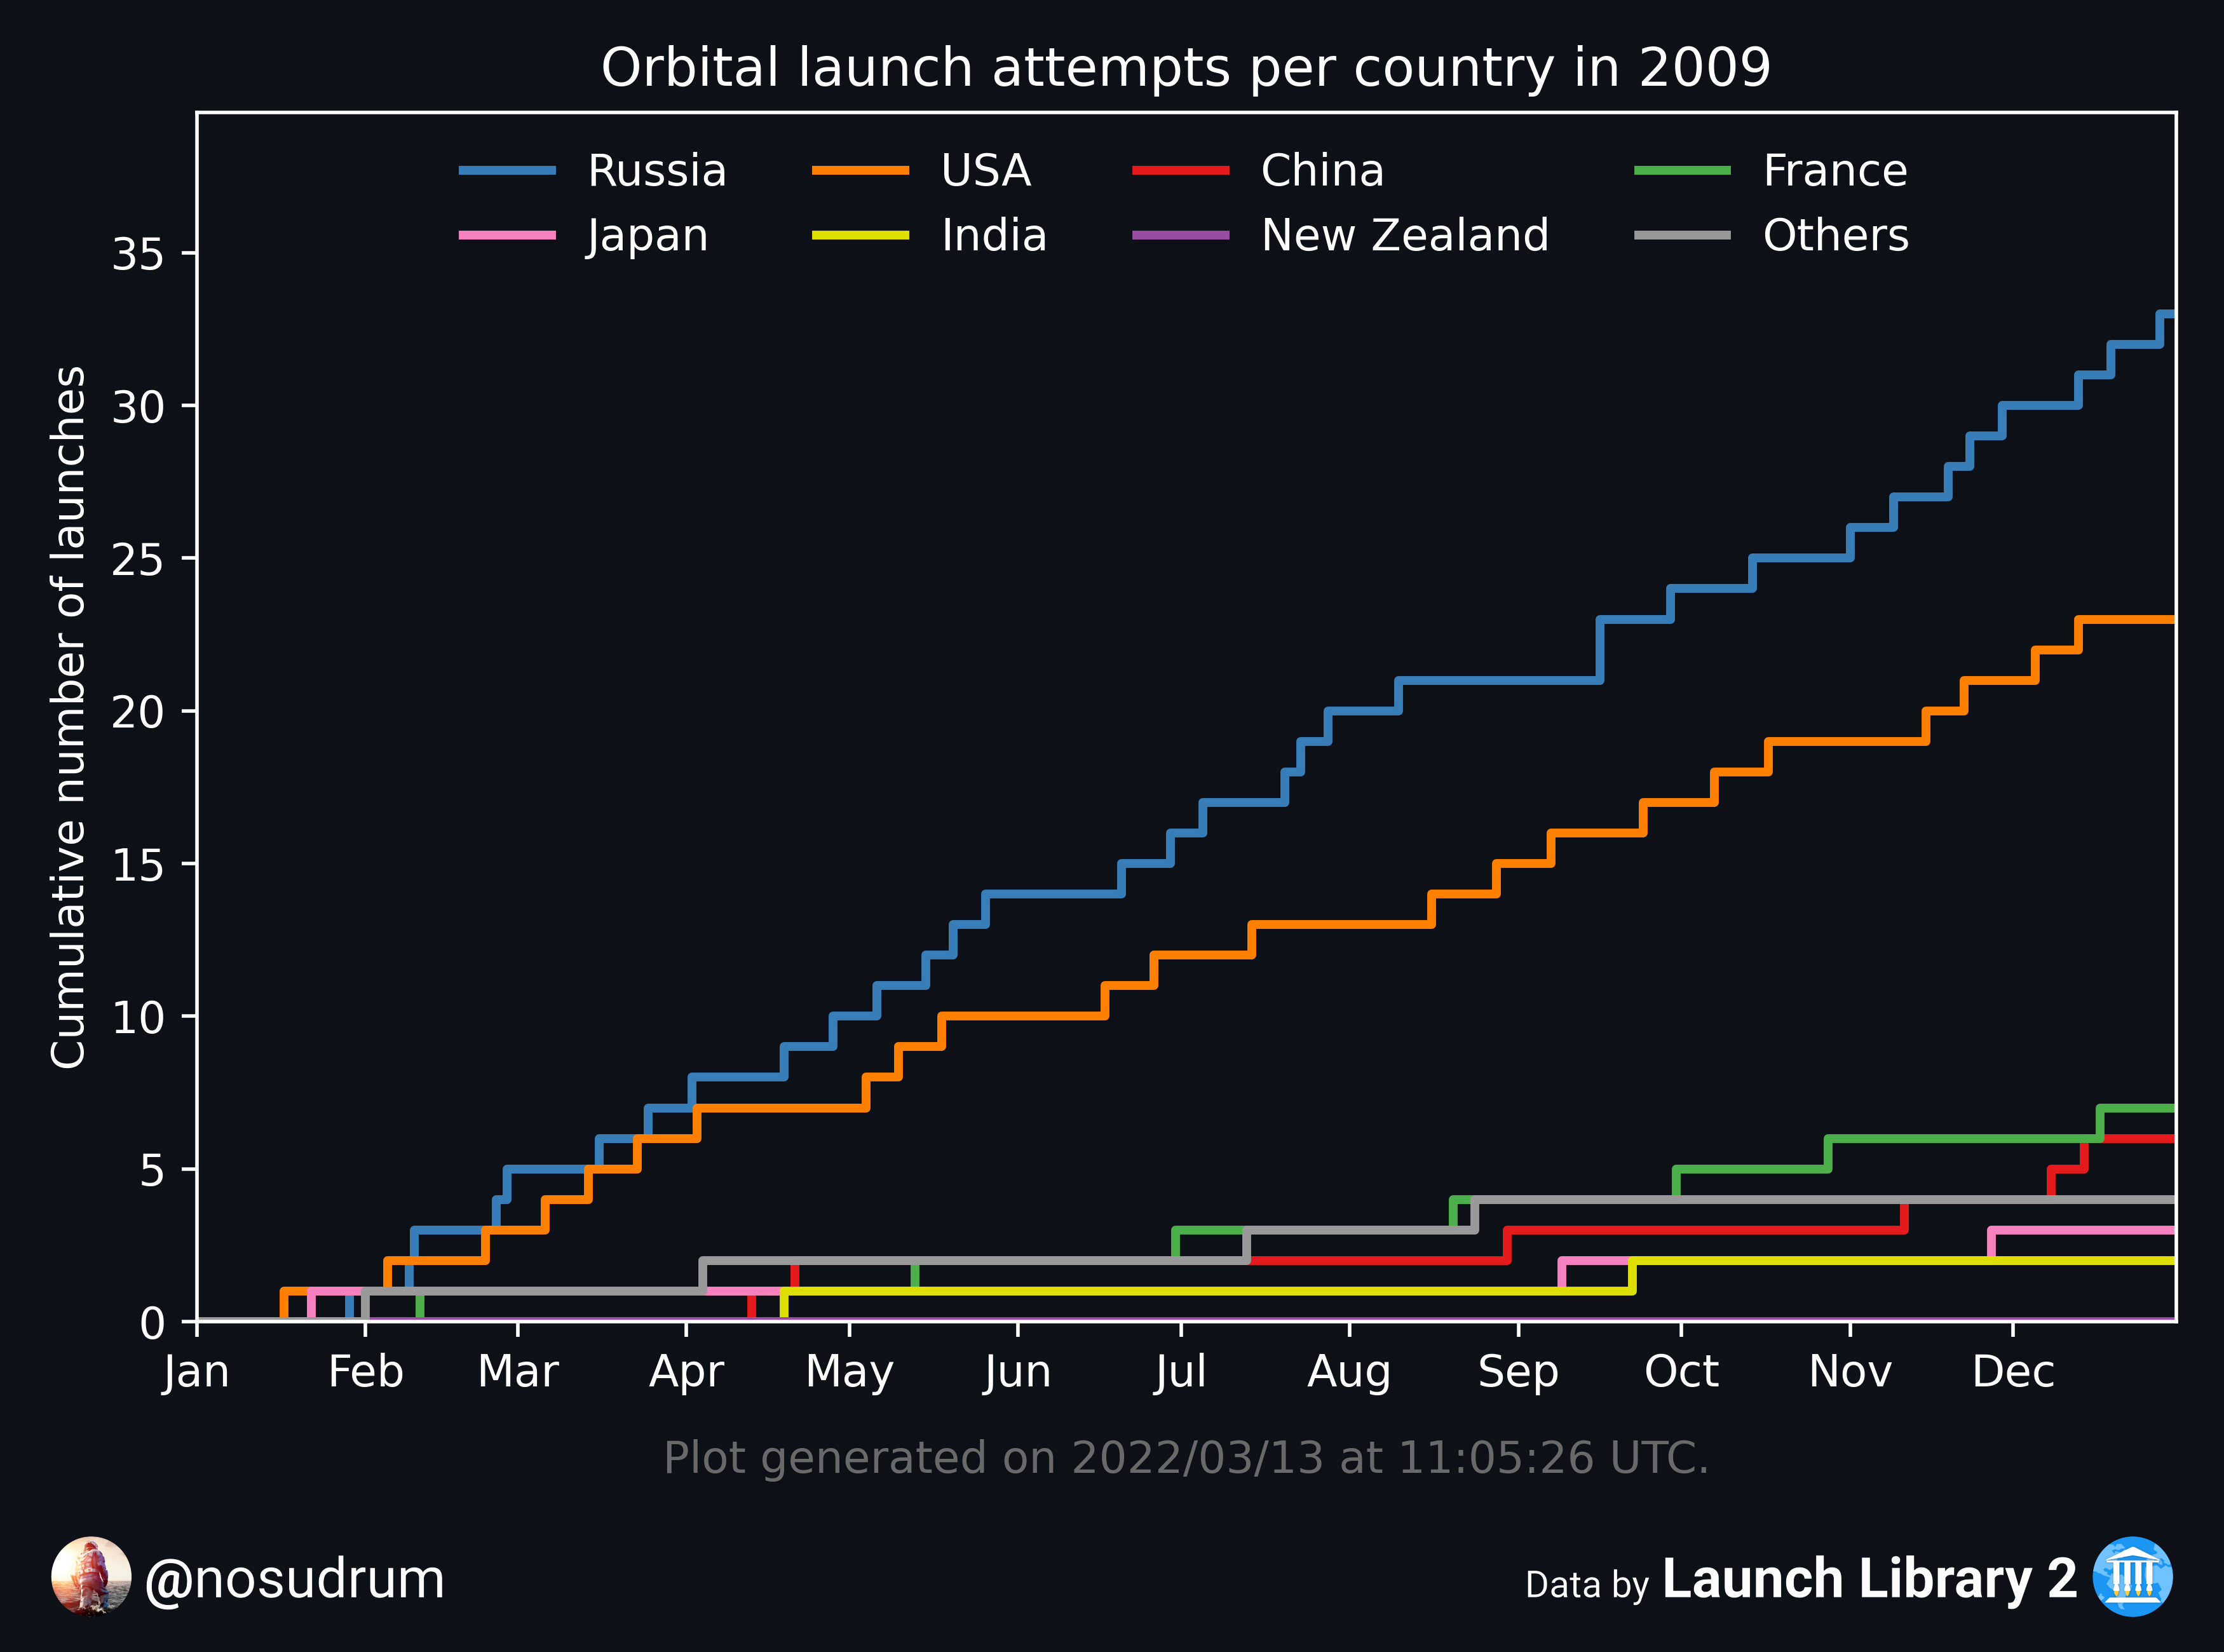 Orbital launch attempts per country in 2009
Russia USA China France
Japan India New Zealand Others
Cumulative number of launches
35
30
25
20
15
10
5
0
Jan Feb Mar Apr May Jun Jul Aug Sep Oct Nov Dec
Plot generated on 2022/03/13 at 11:05:26 UTC.
@nosudrum
Data by Launch Library 2